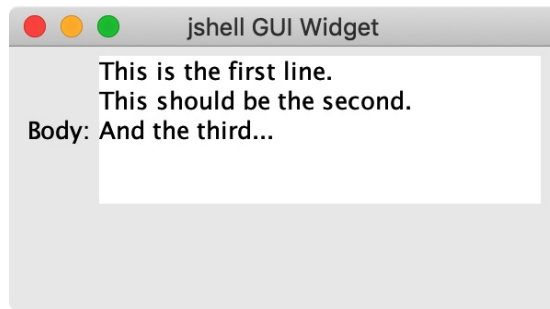 jshell GUI Widget
This is the first line.
This should be the second.
Body: And the third...